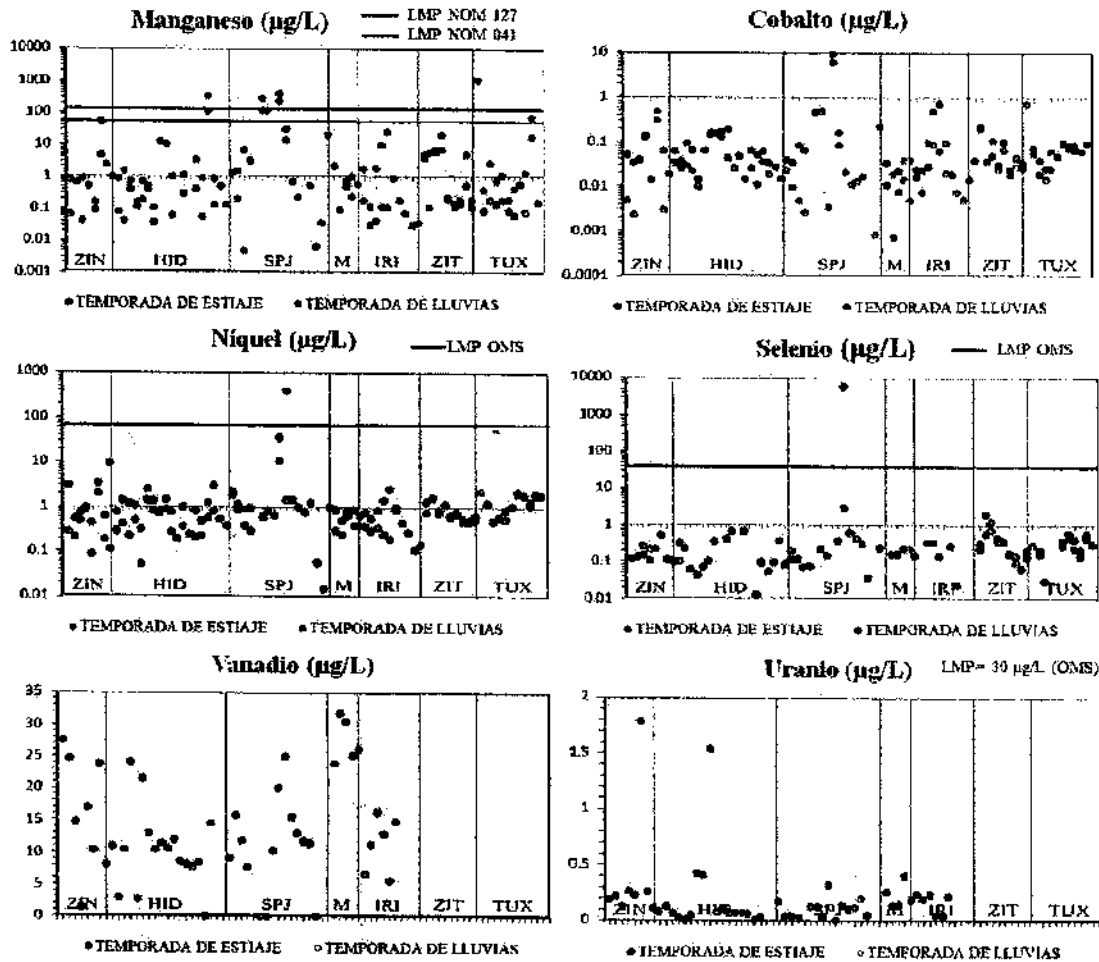 Manganeso (µg/L)
LMP NOM 127
LMP NOM 041
10000
1000
100
10
1
0.1
0.01
0.001
ZIN HID SPJ M IRI ZIT TUX
TEMPORADA DE ESTIAJE TEMPORADA DE LLUVIAS
Cobalto (µg/L)
10
1
0.1
0.01
0.001
0.0001
ZIN HID SPJ M IRI ZIT TUX
TEMPORADA DE ESTIAJE TEMPORADA DE LLUVIAS
Níquel (µg/L)
LMP OMS
1000
100
10
1
0.1
0.01
ZIN HID SPJ M IRI ZIT TUX
TEMPORADA DE ESTIAJE TEMPORADA DE LLUVIAS
Selenio (µg/L)
LMP OMS
10000
1000
100
10
1
0.1
0.01
ZIN HID SPJ M IRI ZIT TUX
TEMPORADA DE ESTIAJE TEMPORADA DE LLUVIAS
Vanadio (µg/L)
35
30
25
20
15
10
5
0
ZIN HID SPJ M IRI ZIT TUX
TEMPORADA DE ESTIAJE TEMPORADA DE LLUVIAS
Uranio (µg/L)
LMP= 30 µg/L (OMS)
2
1.5
1
0.5
0
ZIN HID SPJ M IRI ZIT TUX
TEMPORADA DE ESTIAJE TEMPORADA DE LLUVIAS